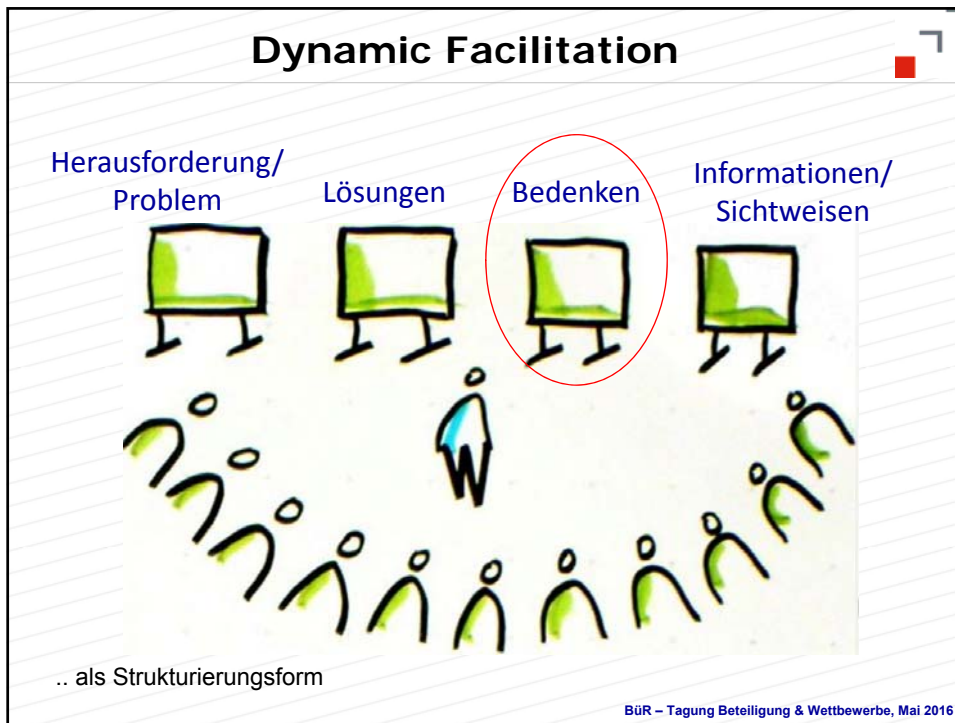 Dynamic Facilitation
Herausforderung/
Problem
Lösungen
Bedenken
Informationen/
Sichtweisen
.. als Strukturierungsform
BüR – Tagung Beteiligung & Wettbewerbe, Mai 2016